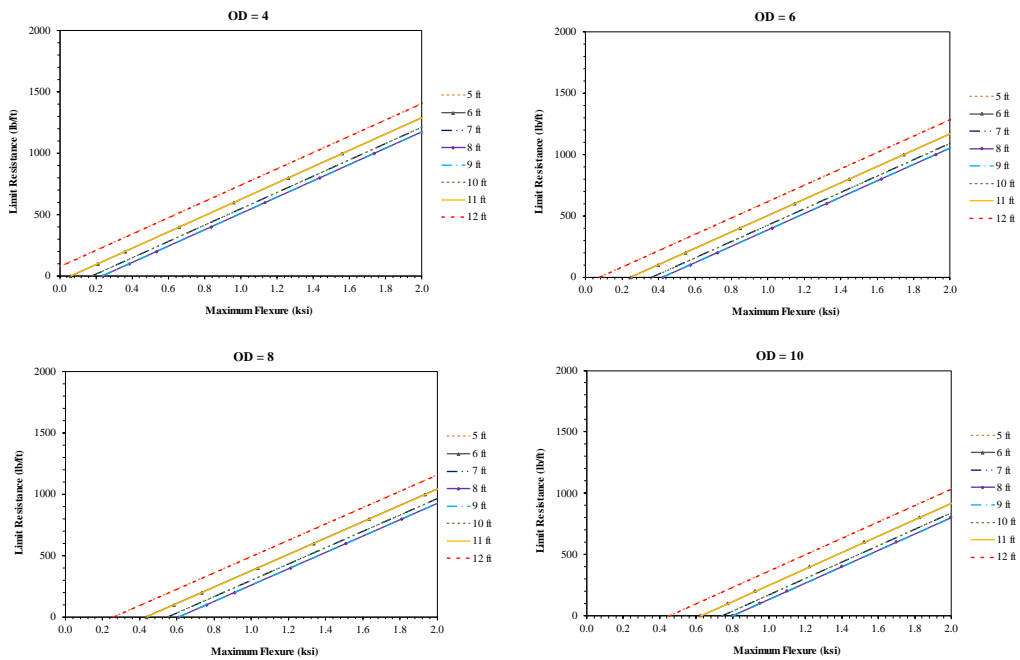 OD = 4
2000
1500
1000
500
0
Limit Resistance (lb/ft)
0.0 0.2 0.4 0.6 0.8 1.0 1.2 1.4 1.6 1.8 2.0
Maximum Flexure (ksi)
5 ft
6 ft
7 ft
8 ft
9 ft
10 ft
11 ft
12 ft
OD = 6
2000
1500
1000
500
0
Limit Resistance (lb/ft)
0.0 0.2 0.4 0.6 0.8 1.0 1.2 1.4 1.6 1.8 2.0
Maximum Flexure (ksi)
5 ft
6 ft
7 ft
8 ft
9 ft
10 ft
11 ft
12 ft
OD = 8
2000
1500
1000
500
0
Limit Resistance (lb/ft)
0.0 0.2 0.4 0.6 0.8 1.0 1.2 1.4 1.6 1.8 2.0
Maximum Flexure (ksi)
5 ft
6 ft
7 ft
8 ft
9 ft
10 ft
11 ft
12 ft
OD = 10
2000
1500
1000
500
0
Limit Resistance (lb/ft)
0.0 0.2 0.4 0.6 0.8 1.0 1.2 1.4 1.6 1.8 2.0
Maximum Flexure (ksi)
5 ft
6 ft
7 ft
8 ft
9 ft
10 ft
11 ft
12 ft